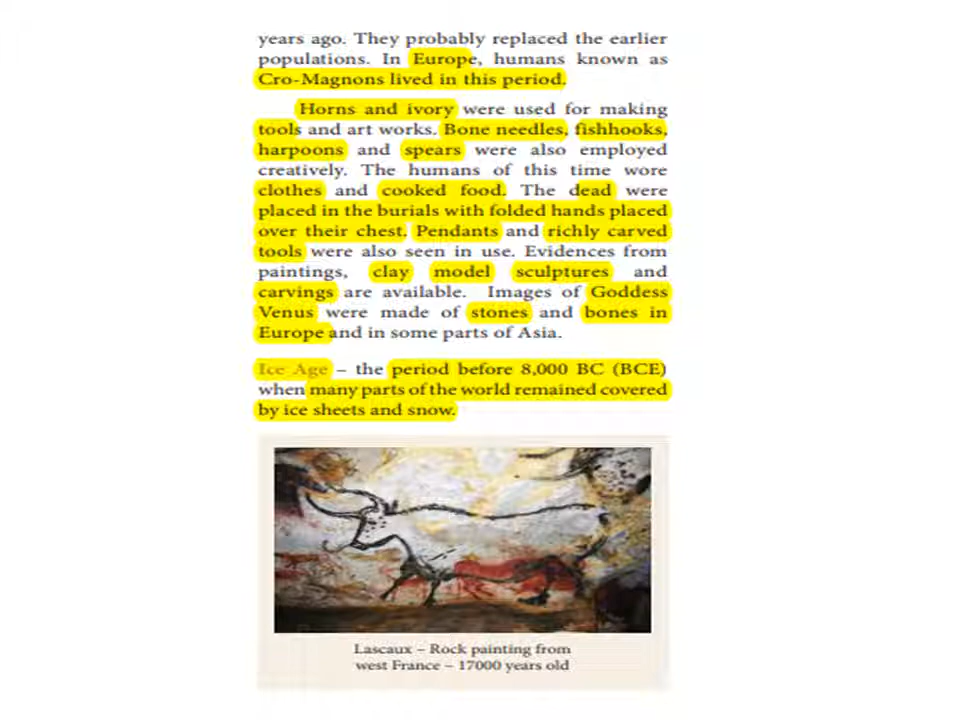 years ago. They probably replaced the earlier
populations. In Europe, humans known as
Cro-Magnons lived in this period.
Horns and ivory were used for making
tools and art works. Bone needles, fishhooks,
harpoons and spears were also employed
creatively. The humans of this time wore
clothes and cooked food. The dead were
placed in the burials with folded hands placed
over their chest. Pendants and richly carved
tools were also seen in use. Evidences from
paintings, clay model sculptures and
carvings are available. Images of Goddess
Venus were made of stones and bones in
Europe and in some parts of Asia.
Ice Age – the period before 8,000 BC (BCE)
when many parts of the world remained covered
by ice sheets and snow.
Lascaux – Rock painting from
west France – 17000 years old